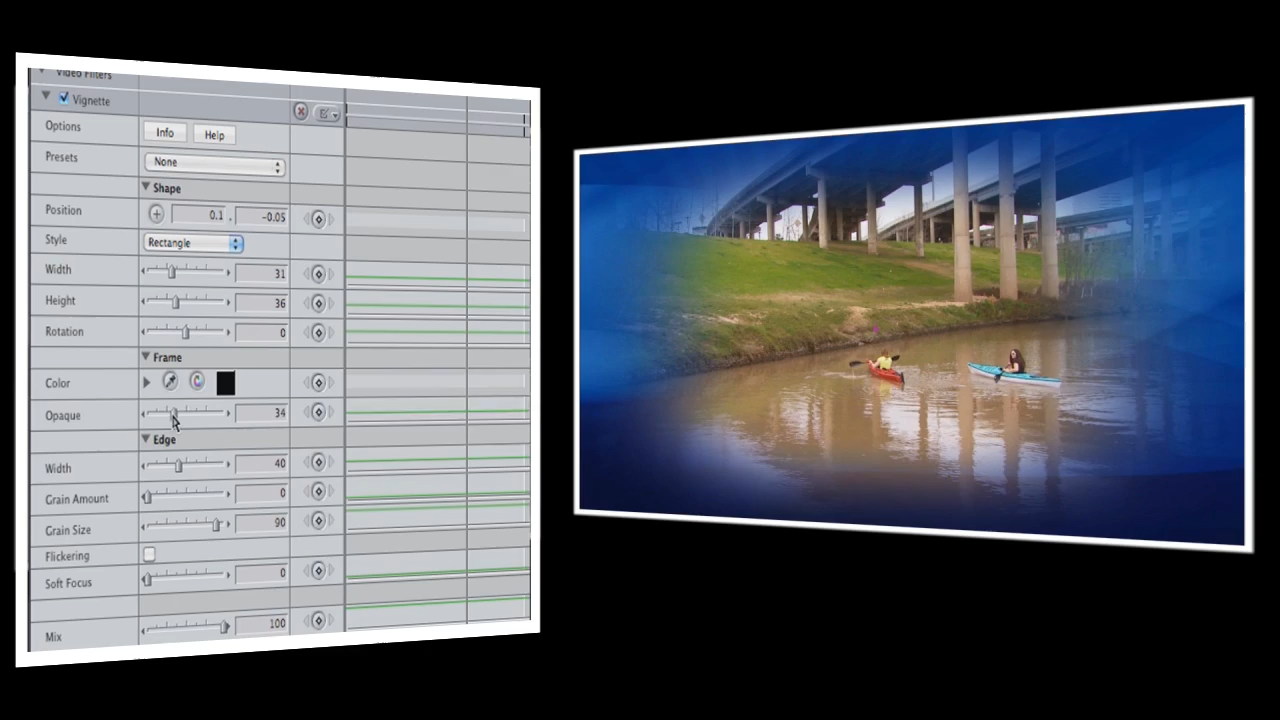 Video Filters
Vignette
Options Info Help
Presets None
Shape
Position 0.1 , -0.05
Style Rectangle
Width 31
Height 36
Rotation 0
Frame
Color
Opaque 34
Edge
Width 40
Grain Amount 0
Grain Size 90
Flickering
Soft Focus 0
Mix 100